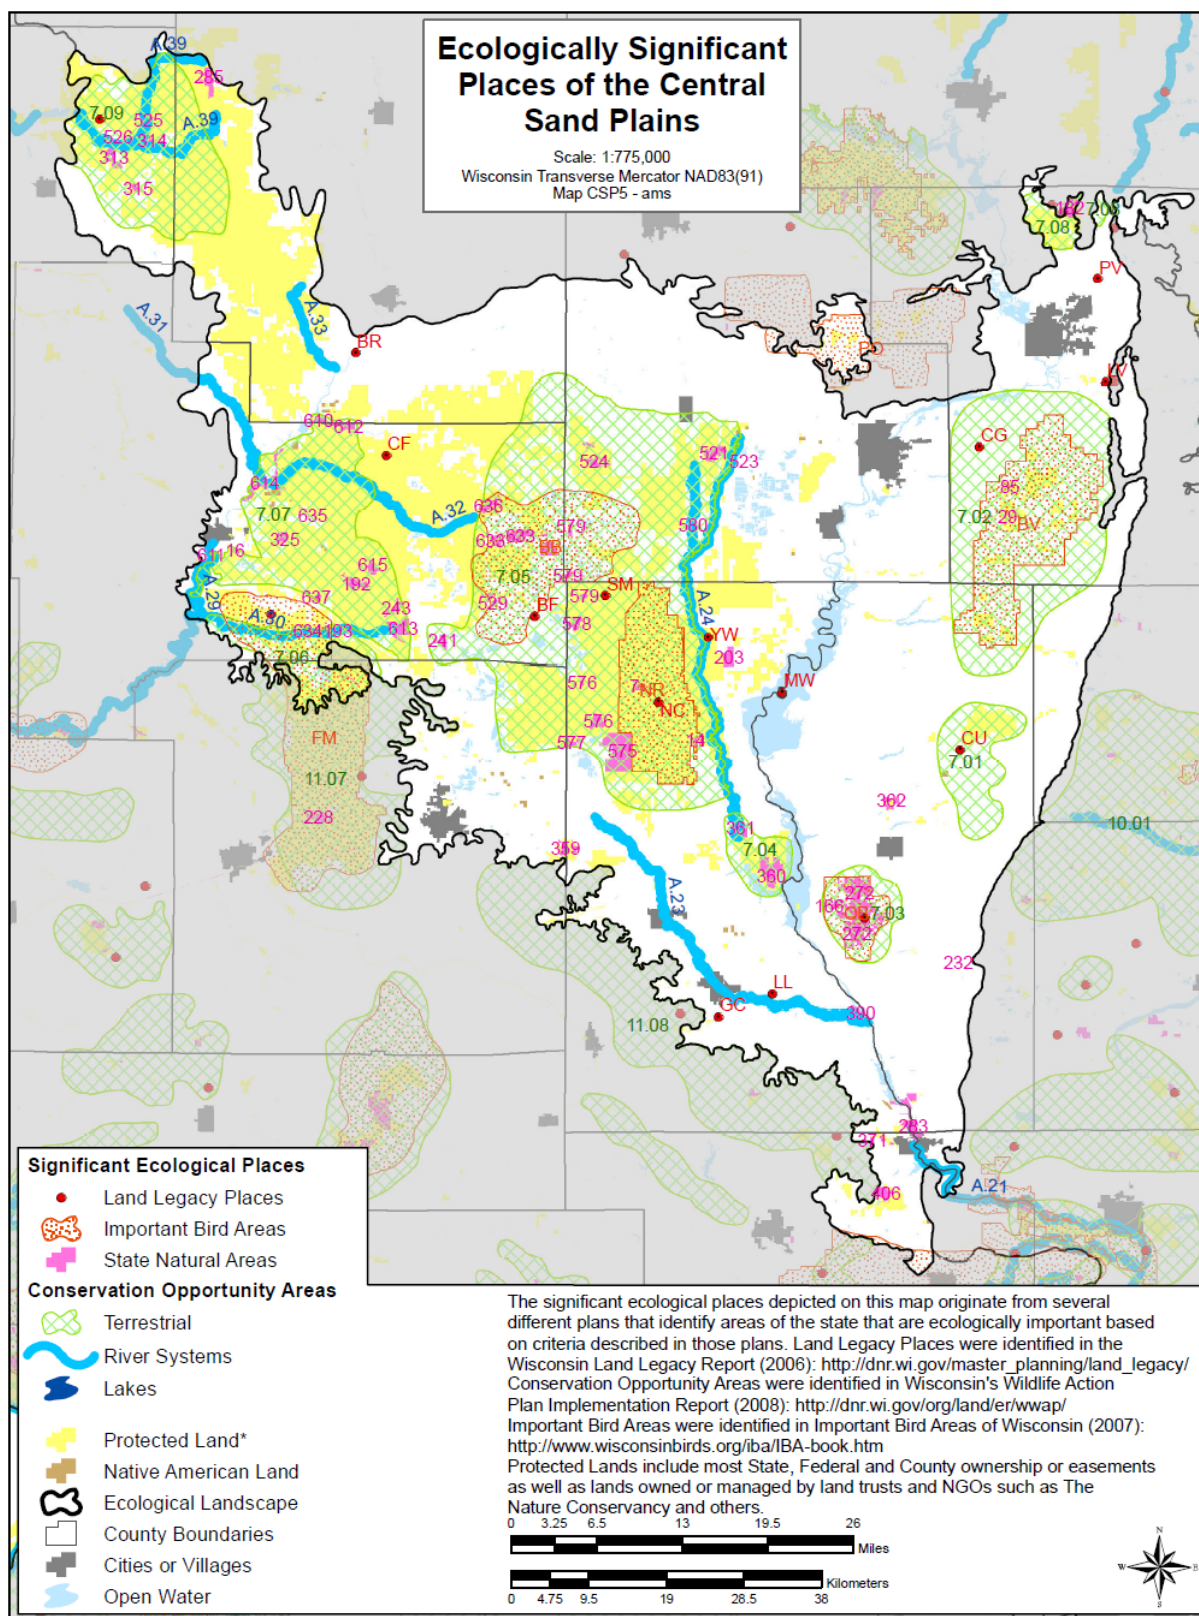 Ecologically Significant
Places of the Central
Sand Plains
Scale: 1:775,000
Wisconsin Transverse Mercator NAD83(91)
Map CSP5 - ams
A.39
285
7.09
525
A.39
526
314
313
315
182
7.08
7.08
PV
A.31
A.33
BR
PO
610
612
CF
CG
524
521
523
614
85
7.07
635
A.32
636
7.02
29
BV
580
579
325
633
633
BB
16
611
615
7.05
579
192
A.29
637
529
579
SM
243
BF
A.24
A.30
634
193
613
578
YW
241
203
7.06
576
7
NR
MW
NC
576
FM
577
575
14
CU
7.01
11.07
362
228
361
10.01
359
7.04
360
A.23
272
166
7.03
272
232
LL
GC
390
11.08
283
371
A.21
406
Significant Ecological Places
Land Legacy Places
Important Bird Areas
State Natural Areas
Conservation Opportunity Areas
Terrestrial
River Systems
Lakes
Protected Land*
Native American Land
Ecological Landscape
County Boundaries
Cities or Villages
Open Water
The significant ecological places depicted on this map originate from several
different plans that identify areas of the state that are ecologically important based
on criteria described in those plans. Land Legacy Places were identified in the
Wisconsin Land Legacy Report (2006): http://dnr.wi.gov/master_planning/land_legacy/
Conservation Opportunity Areas were identified in Wisconsin's Wildlife Action
Plan Implementation Report (2008): http://dnr.wi.gov/org/land/er/wwap/
Important Bird Areas were identified in Important Bird Areas of Wisconsin (2007):
http://www.wisconsinbirds.org/iba/IBA-book.htm
Protected Lands include most State, Federal and County ownership or easements
as well as lands owned or managed by land trusts and NGOs such as The
Nature Conservancy and others.
0 3.25 6.5 13 19.5 26
Miles
Kilometers
0 4.75 9.5 19 28.5 38
N
W E
S